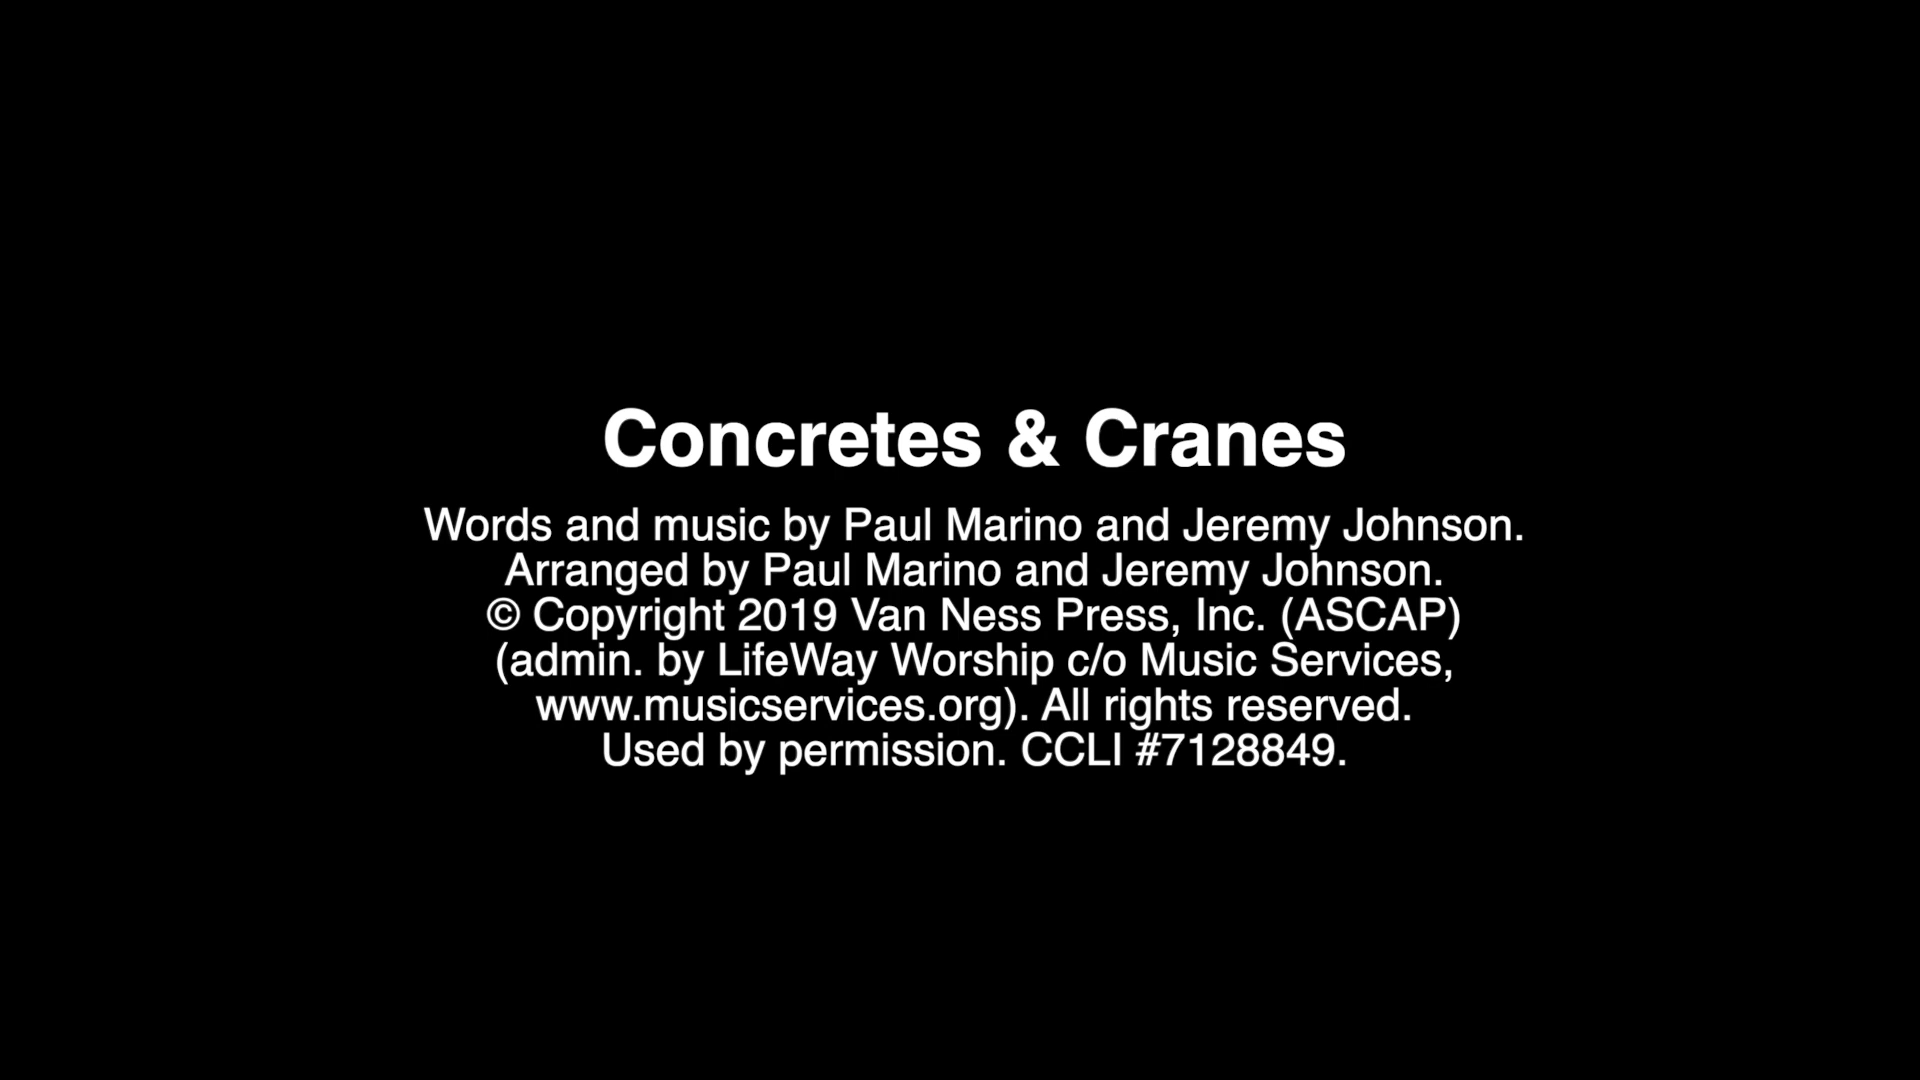 Concretes & Cranes
Words and music by Paul Marino and Jeremy Johnson.
Arranged by Paul Marino and Jeremy Johnson.
© Copyright 2019 Van Ness Press, Inc. (ASCAP)
(admin. by LifeWay Worship c/o Music Services,
www.musicservices.org). All rights reserved.
Used by permission. CCLI #7128849.